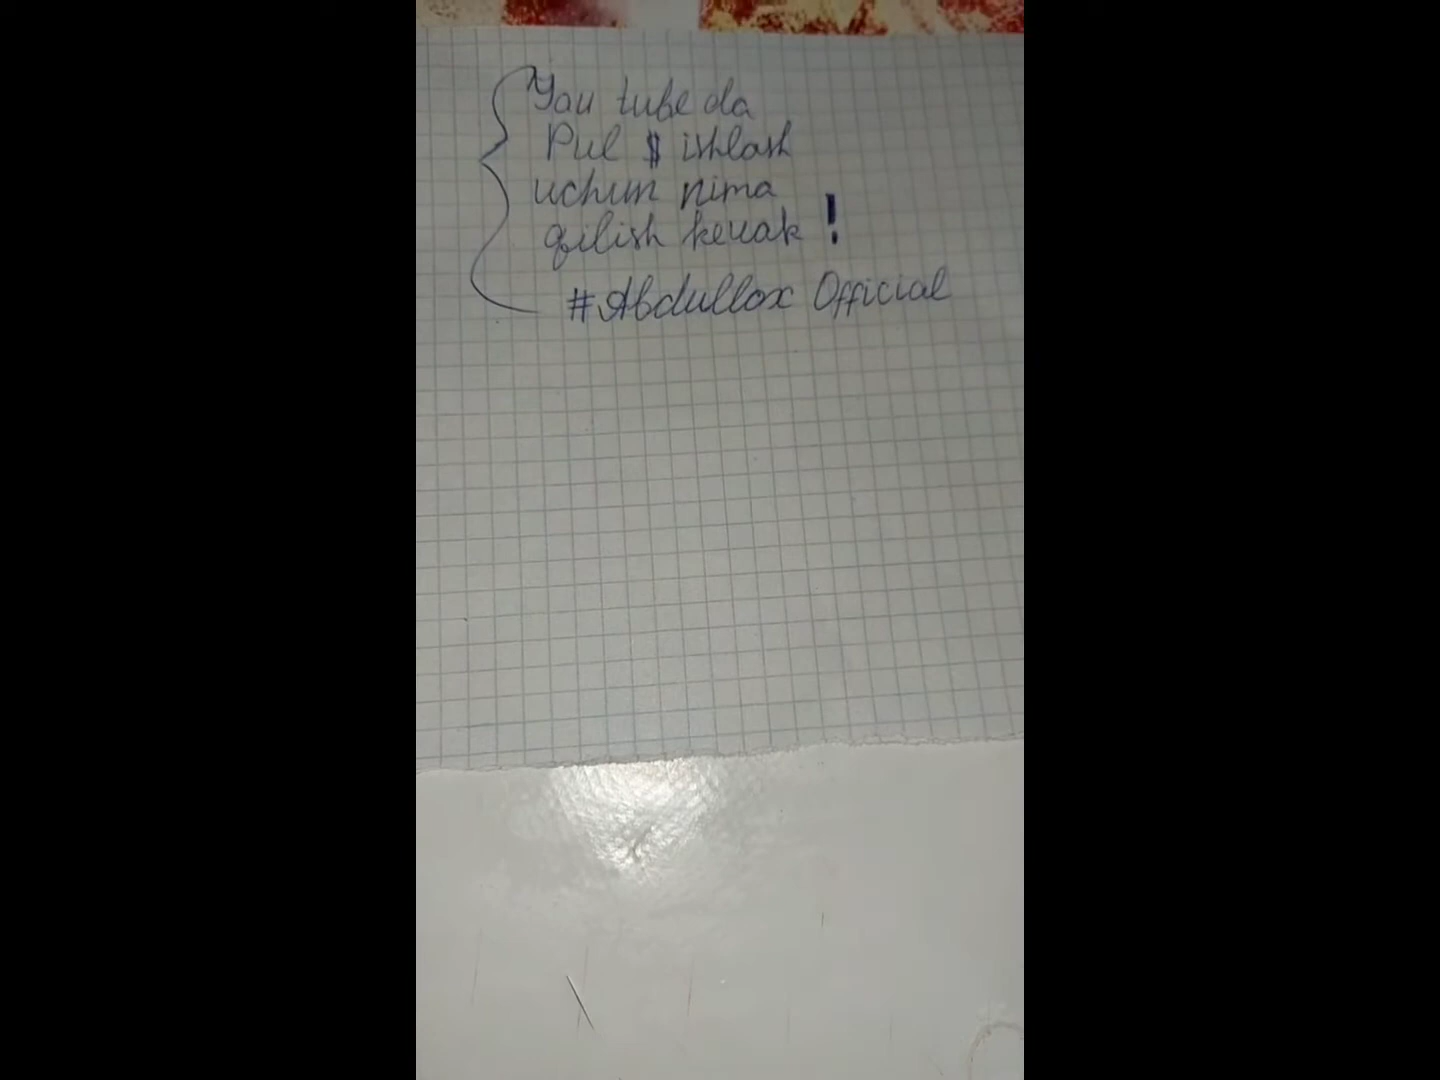 You tube da
Pul $ ishlash
uchun nima
qilish kerak !
#Abdullox Official